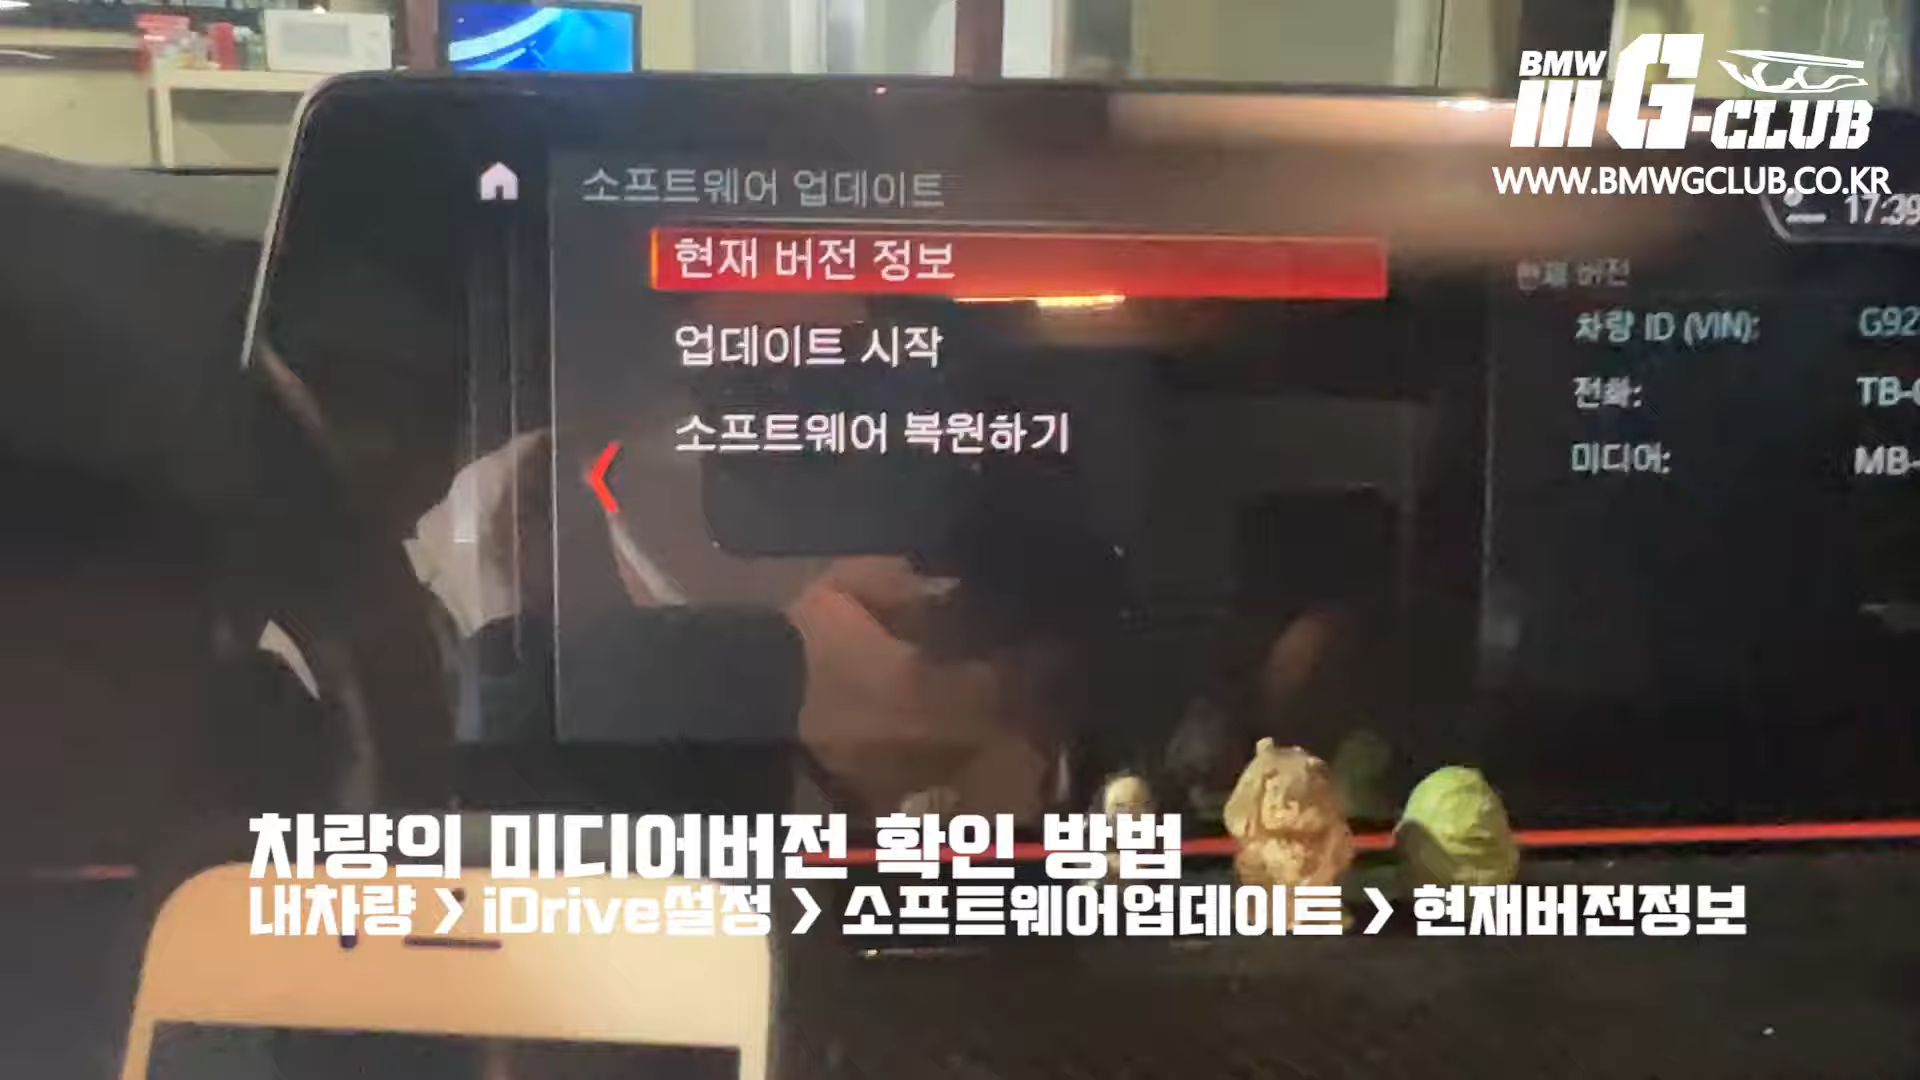 BMW
G-CLUB
WWW.BMWGCLUB.CO.KR
소프트웨어 업데이트
17:39
현재 버전 정보
현재 버전
차량 ID (VIN): G92
업데이트 시작
전화: TB-
소프트웨어 복원하기
미디어: MB-
차량의 미디어버전 확인 방법
내차량 > iDrive설정 > 소프트웨어업데이트 > 현재버전정보